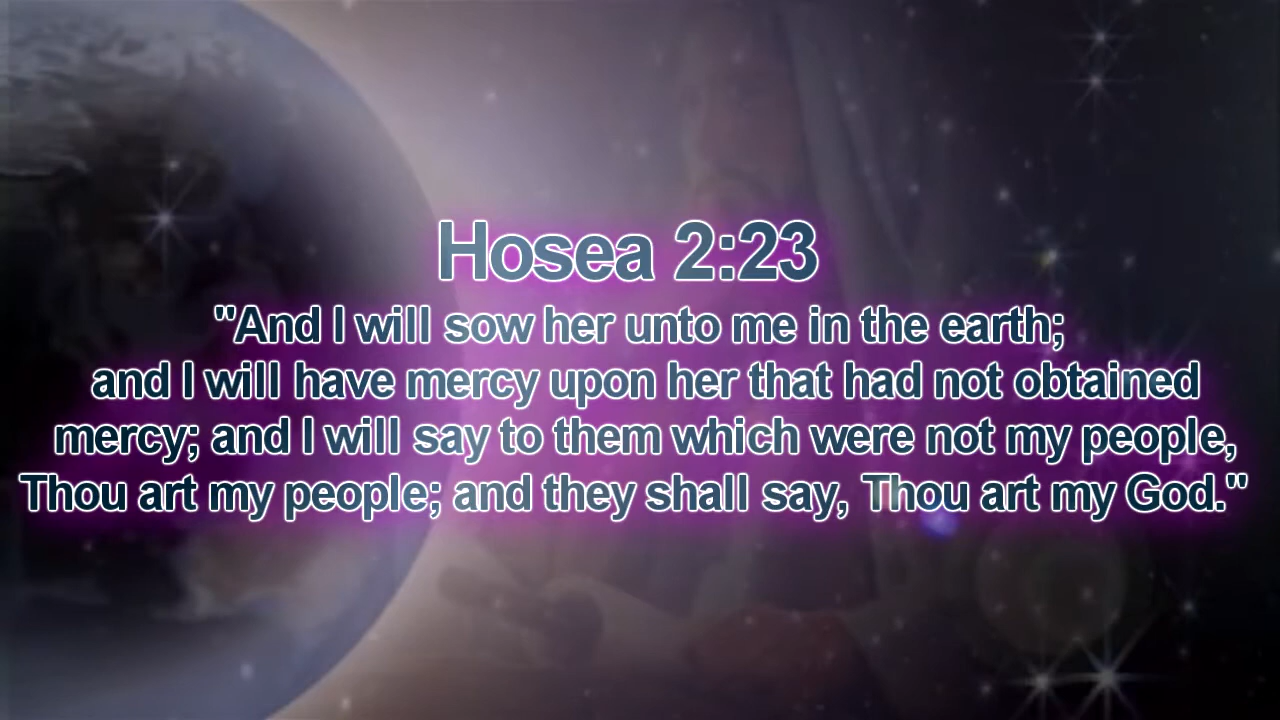 Hosea 2:23
"And I will sow her unto me in the earth;
and I will have mercy upon her that had not obtained
mercy; and I will say to them which were not my people,
Thou art my people; and they shall say, Thou art my God."